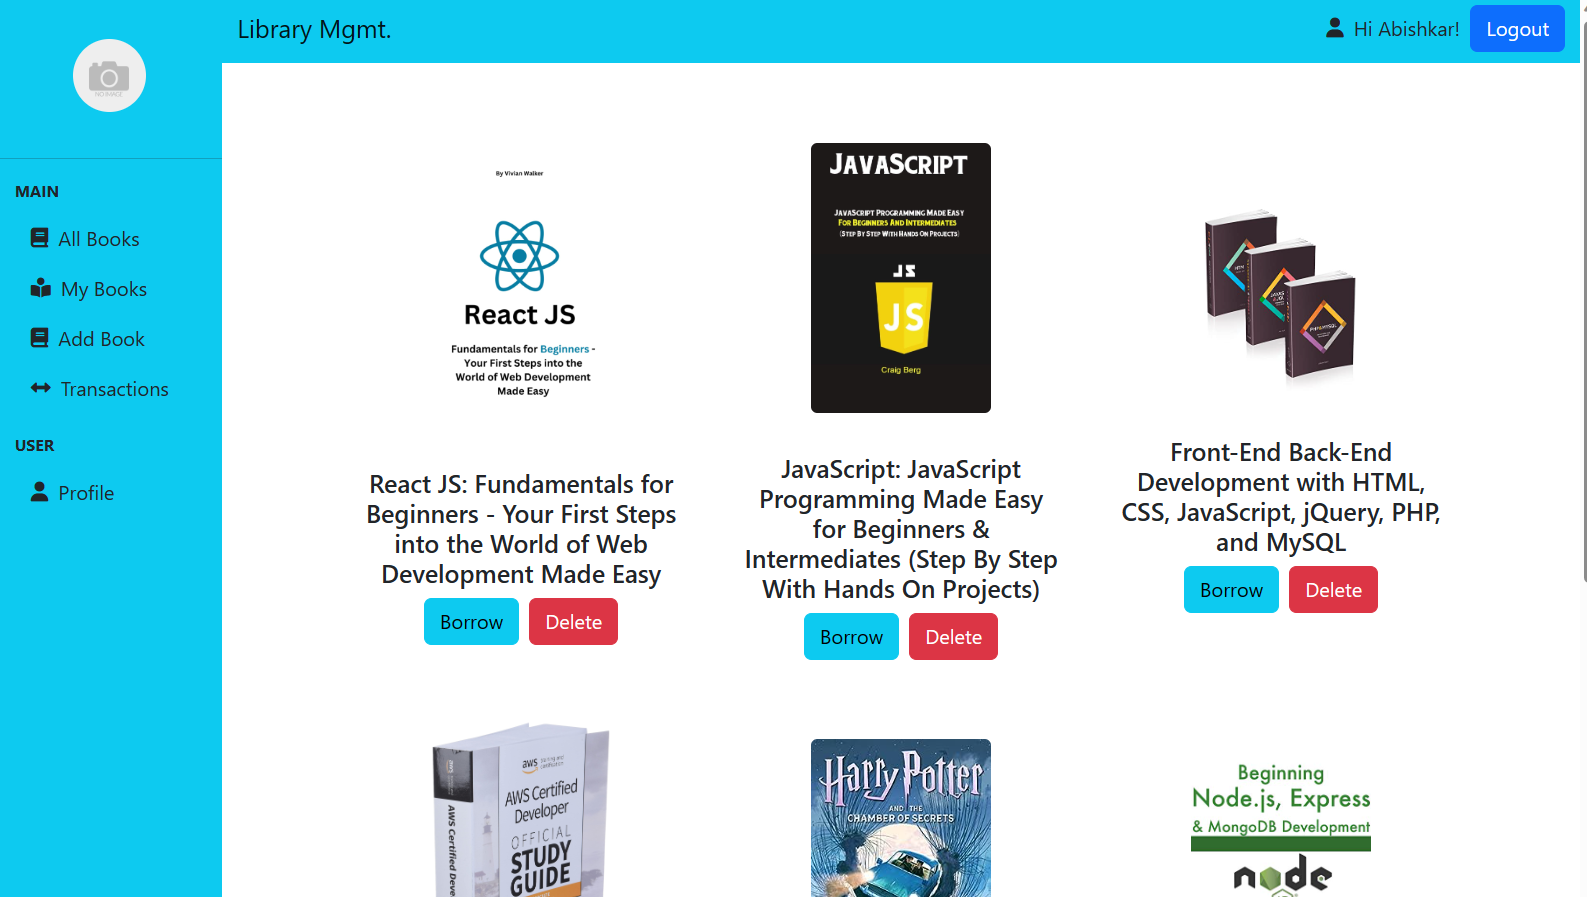 Library Mgmt.
Hi Abishkar!
Logout
NO IMAGE
MAIN
All Books
My Books
Add Book
Transactions
USER
Profile
By Vivian Walker
React JS
Fundamentals for Beginners -
Your First Steps into the
World of Web Development
Made Easy
React JS: Fundamentals for
Beginners - Your First Steps
into the World of Web
Development Made Easy
Borrow
Delete
JAVASCRIPT
JAVASCRIPT PROGRAMMING MADE EASY
FOR BEGINNERS AND INTERMEDIATES
(STEP BY STEP WITH HANDS ON PROJECTS)
JS
JS
Craig Berg
JavaScript: JavaScript
Programming Made Easy
for Beginners &
Intermediates (Step By Step
With Hands On Projects)
Borrow
Delete
PHP&MYSQL
Front-End Back-End
Development with HTML,
CSS, JavaScript, jQuery, PHP,
and MySQL
Borrow
Delete
aws
training and
certification
AWS Certified
Developer
OFFICIAL
STUDY
GUIDE
aws
AWS Certified Deve
Harry Potter
AND THE
CHAMBER OF SECRETS
Beginning
Node.js, Express
& MongoDB Development
node